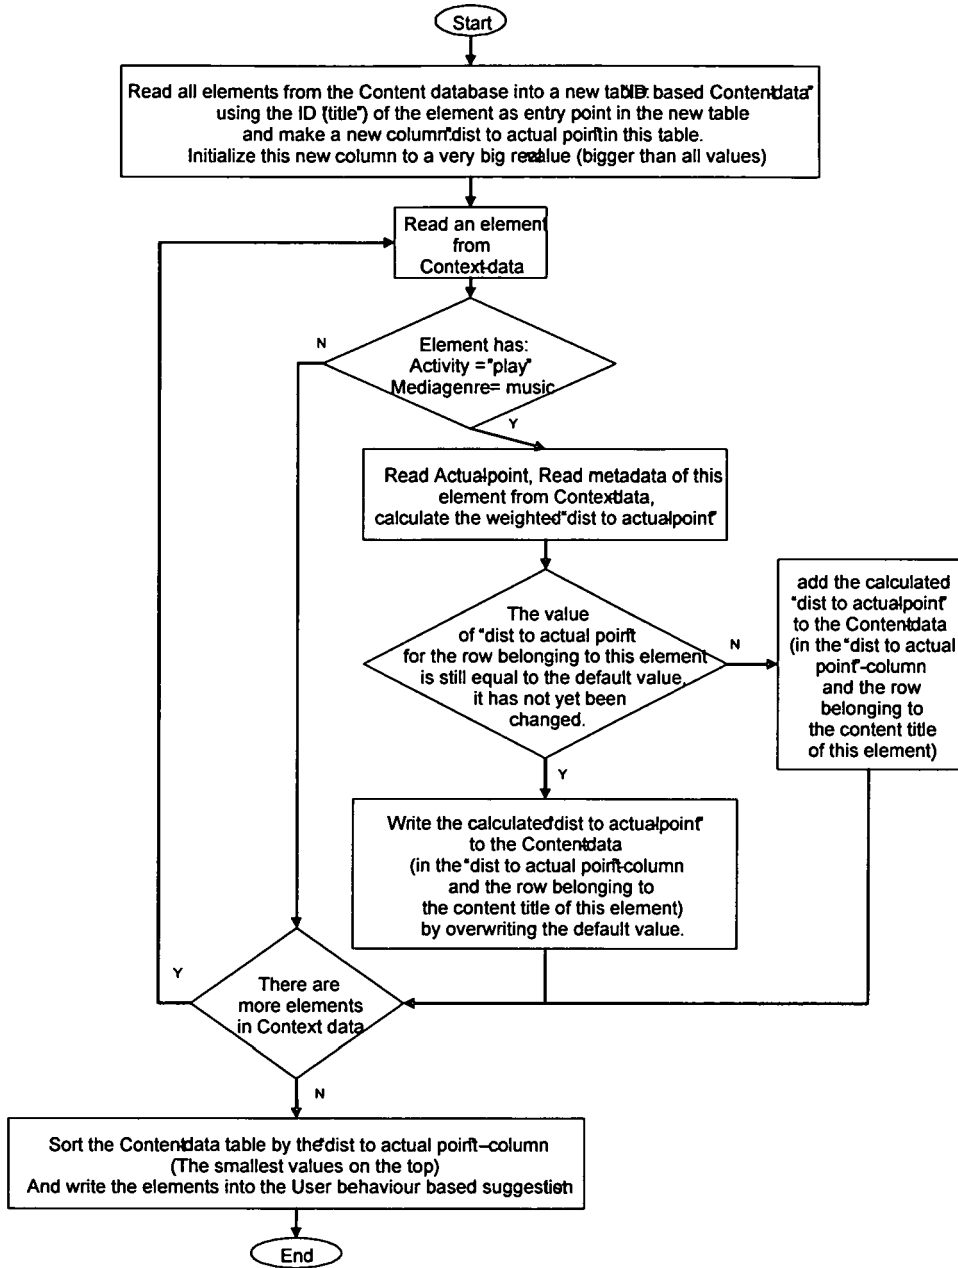 Start
Read all elements from the Content database into a new table "ID: based Contentdata"
using the ID ("title") of the element as entry point in the new table
and make a new column "dist to actual point" in this table.
Initialize this new column to a very big real value (bigger than all values)
Read an element
from
Context-data
N
Element has:
Activity ="play"
Mediagenre= music
Y
Read Actualpoint, Read metadata of this
element from Contextdata,
calculate the weighted "dist to actualpoint"
The value
of "dist to actual point"
for the row belonging to this element
is still equal to the default value,
it has not yet been
changed.
N
add the calculated
"dist to actualpoint"
to the Contentdata
(in the "dist to actual
point"-column
and the row
belonging to
the content title
of this element)
Y
Write the calculated "dist to actualpoint"
to the Contentdata
(in the "dist to actual point"-column
and the row belonging to
the content title of this element)
by overwriting the default value.
Y
There are
more elements
in Context data
N
Sort the Contentdata table by the "dist to actual point"-column
(The smallest values on the top)
And write the elements into the User behaviour based suggestion
End